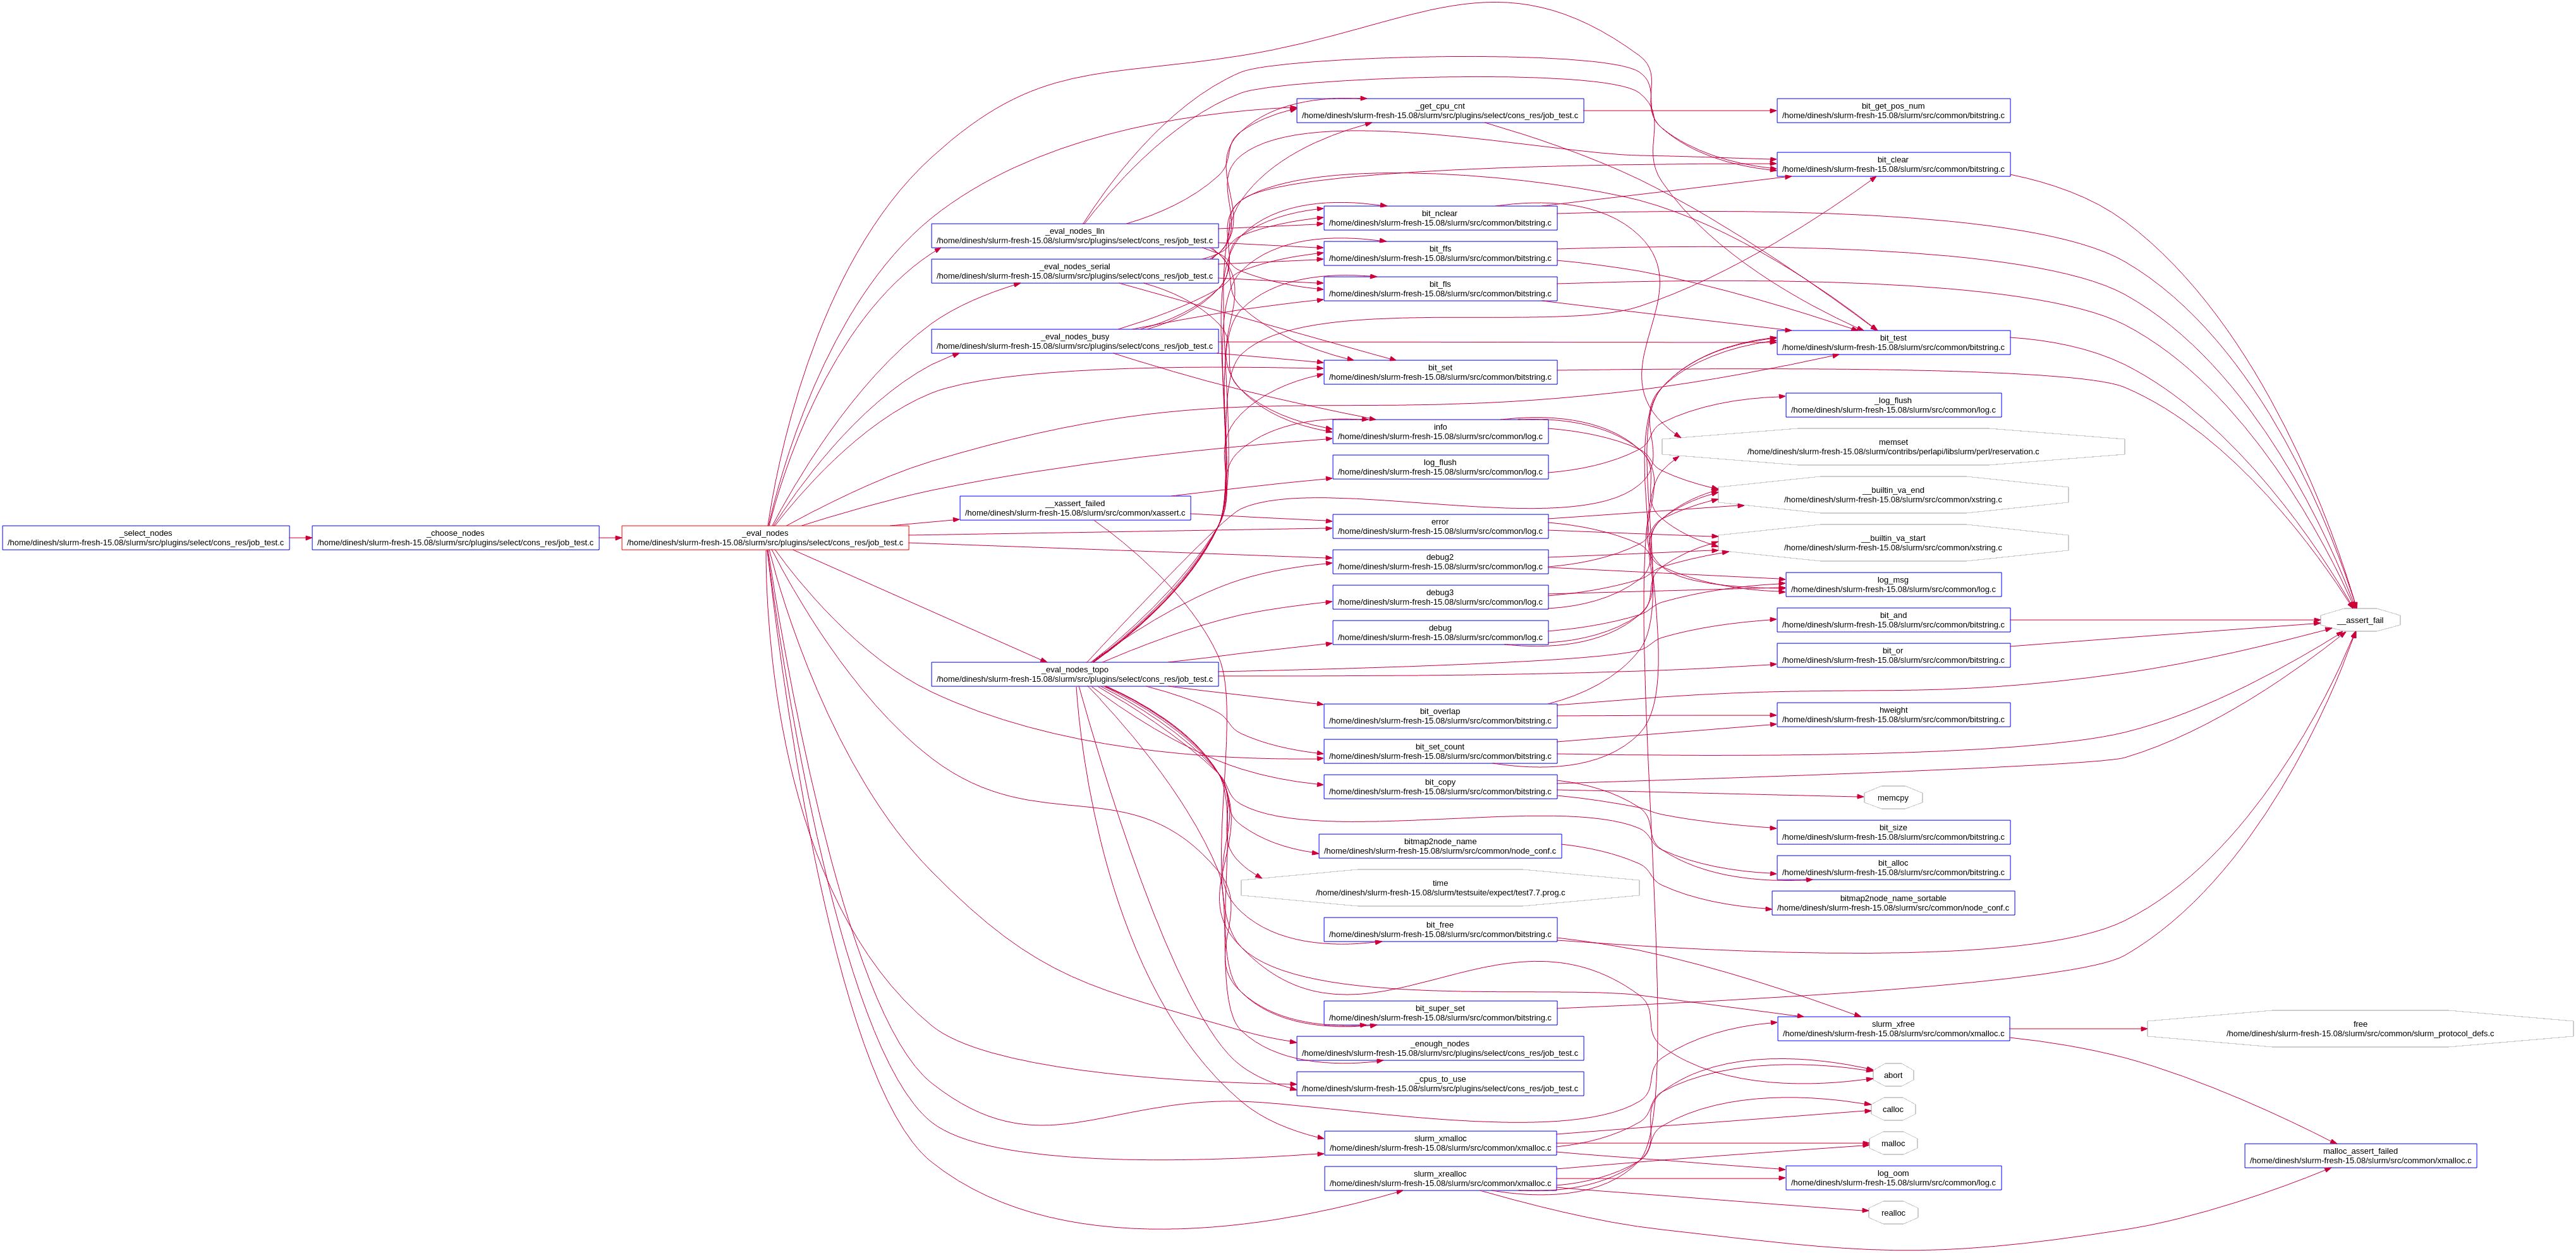 _select_nodes
/home/dinesh/slurm-fresh-15.08/slurm/src/plugins/select/cons_res/job_test.c
_choose_nodes
/home/dinesh/slurm-fresh-15.08/slurm/src/plugins/select/cons_res/job_test.c
_eval_nodes
/home/dinesh/slurm-fresh-15.08/slurm/src/plugins/select/cons_res/job_test.c
_eval_nodes_lln
/home/dinesh/slurm-fresh-15.08/slurm/src/plugins/select/cons_res/job_test.c
_eval_nodes_serial
/home/dinesh/slurm-fresh-15.08/slurm/src/plugins/select/cons_res/job_test.c
_eval_nodes_busy
/home/dinesh/slurm-fresh-15.08/slurm/src/plugins/select/cons_res/job_test.c
__xassert_failed
/home/dinesh/slurm-fresh-15.08/slurm/src/common/xassert.c
_eval_nodes_topo
/home/dinesh/slurm-fresh-15.08/slurm/src/plugins/select/cons_res/job_test.c
_get_cpu_cnt
/home/dinesh/slurm-fresh-15.08/slurm/src/plugins/select/cons_res/job_test.c
bit_nclear
/home/dinesh/slurm-fresh-15.08/slurm/src/common/bitstring.c
bit_ffs
/home/dinesh/slurm-fresh-15.08/slurm/src/common/bitstring.c
bit_fls
/home/dinesh/slurm-fresh-15.08/slurm/src/common/bitstring.c
bit_set
/home/dinesh/slurm-fresh-15.08/slurm/src/common/bitstring.c
info
/home/dinesh/slurm-fresh-15.08/slurm/src/common/log.c
log_flush
/home/dinesh/slurm-fresh-15.08/slurm/src/common/log.c
error
/home/dinesh/slurm-fresh-15.08/slurm/src/common/log.c
debug2
/home/dinesh/slurm-fresh-15.08/slurm/src/common/log.c
debug3
/home/dinesh/slurm-fresh-15.08/slurm/src/common/log.c
debug
/home/dinesh/slurm-fresh-15.08/slurm/src/common/log.c
bit_overlap
/home/dinesh/slurm-fresh-15.08/slurm/src/common/bitstring.c
bit_set_count
/home/dinesh/slurm-fresh-15.08/slurm/src/common/bitstring.c
bit_copy
/home/dinesh/slurm-fresh-15.08/slurm/src/common/bitstring.c
bitmap2node_name
/home/dinesh/slurm-fresh-15.08/slurm/src/common/node_conf.c
time
/home/dinesh/slurm-fresh-15.08/slurm/testsuite/expect/test7.7.prog.c
bit_free
/home/dinesh/slurm-fresh-15.08/slurm/src/common/bitstring.c
bit_super_set
/home/dinesh/slurm-fresh-15.08/slurm/src/common/bitstring.c
_enough_nodes
/home/dinesh/slurm-fresh-15.08/slurm/src/plugins/select/cons_res/job_test.c
_cpus_to_use
/home/dinesh/slurm-fresh-15.08/slurm/src/plugins/select/cons_res/job_test.c
slurm_xmalloc
/home/dinesh/slurm-fresh-15.08/slurm/src/common/xmalloc.c
slurm_xrealloc
/home/dinesh/slurm-fresh-15.08/slurm/src/common/xmalloc.c
bit_get_pos_num
/home/dinesh/slurm-fresh-15.08/slurm/src/common/bitstring.c
bit_clear
/home/dinesh/slurm-fresh-15.08/slurm/src/common/bitstring.c
bit_test
/home/dinesh/slurm-fresh-15.08/slurm/src/common/bitstring.c
_log_flush
/home/dinesh/slurm-fresh-15.08/slurm/src/common/log.c
memset
/home/dinesh/slurm-fresh-15.08/slurm/contribs/perlapi/libslurm/perl/reservation.c
__builtin_va_end
/home/dinesh/slurm-fresh-15.08/slurm/src/common/xstring.c
__builtin_va_start
/home/dinesh/slurm-fresh-15.08/slurm/src/common/xstring.c
log_msg
/home/dinesh/slurm-fresh-15.08/slurm/src/common/log.c
bit_and
/home/dinesh/slurm-fresh-15.08/slurm/src/common/bitstring.c
bit_or
/home/dinesh/slurm-fresh-15.08/slurm/src/common/bitstring.c
hweight
/home/dinesh/slurm-fresh-15.08/slurm/src/common/bitstring.c
memcpy
bit_size
/home/dinesh/slurm-fresh-15.08/slurm/src/common/bitstring.c
bit_alloc
/home/dinesh/slurm-fresh-15.08/slurm/src/common/bitstring.c
bitmap2node_name_sortable
/home/dinesh/slurm-fresh-15.08/slurm/src/common/node_conf.c
slurm_xfree
/home/dinesh/slurm-fresh-15.08/slurm/src/common/xmalloc.c
abort
calloc
malloc
log_oom
/home/dinesh/slurm-fresh-15.08/slurm/src/common/log.c
realloc
__assert_fail
free
/home/dinesh/slurm-fresh-15.08/slurm/src/common/slurm_protocol_defs.c
malloc_assert_failed
/home/dinesh/slurm-fresh-15.08/slurm/src/common/xmalloc.c